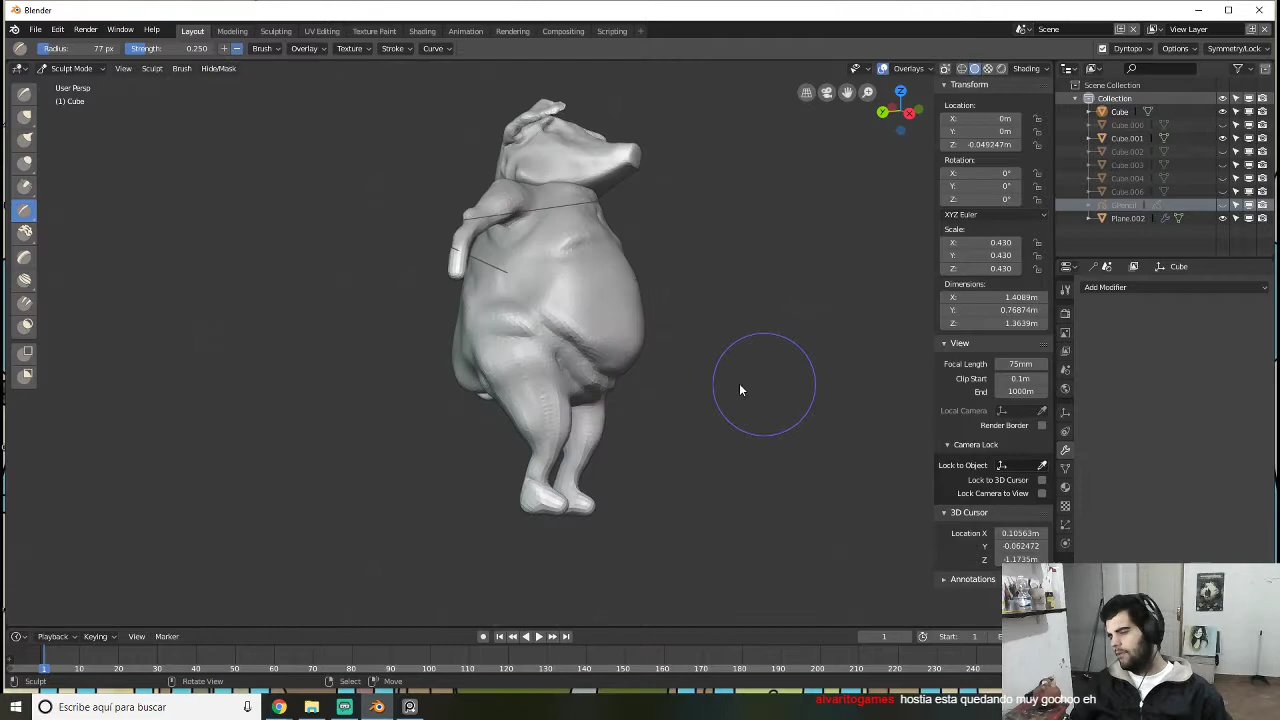 Blender
File Edit Render Window Help Layout Modeling Sculpting UV Editing Texture Paint Shading Animation Rendering Compositing Scripting + Scene View Layer
Radius: 77 px Strength: 0.250 Brush Overlay Texture Stroke Curve Dyntopo Options Symmetry/Lock
Sculpt Mode View Sculpt Brush Hide/Mask Overlays Shading
User Persp
(1) Cube
Z
Y
X
Transform
Location:
X: 0m
Y: 0m
Z: -0.049247m
Rotation:
X: 0°
Y: 0°
Z: 0°
XYZ Euler
Scale:
X: 0.430
Y: 0.430
Z: 0.430
Dimensions:
X: 1.4089m
Y: 0.76874m
Z: 1.3639m
View
Focal Length 75mm
Clip Start 0.1m
End 1000m
Local Camera
Render Border
Camera Lock
Lock to Object
Lock to 3D Cursor
Lock Camera to View
3D Cursor
Location X 0.10563m
Y -0.062472
Z -1.1735m
Annotations
Scene Collection
Collection
Cube
Cube.000
Cube.001
Cube.002
Cube.003
Cube.004
Cube.006
GPencil
Plane.002
Cube
Add Modifier
Playback Keying View Marker 1 Start: 1
1 10 20 30 40 50 60 70 80 90 100 110 120 130 140 150 160 170 180 190 200 210 220 230 240
Sculpt Rotate View Select Move
Escribe aquí para buscar
alvaritogames hostia esta quedando muy gochoo eh